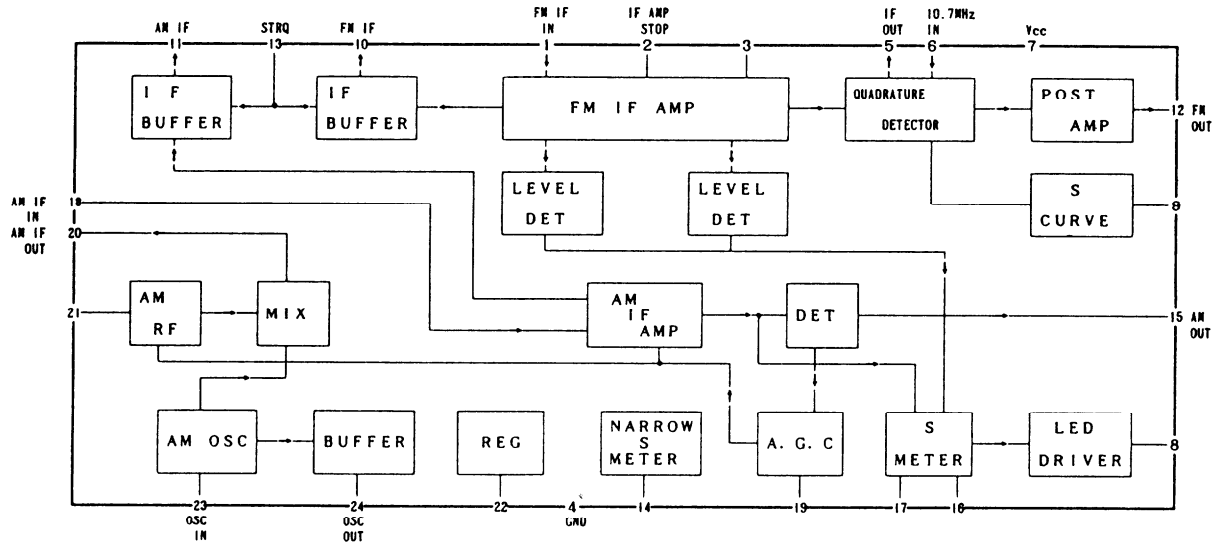 AM IF
11
STRQ
13
FM IF
10
FM IF
IN
1
IF AMP
STOP
2
3
IF
OUT
5
10.7MHz
IN
6
Vcc
7
IF
BUFFER
IF
BUFFER
FM IF AMP
QUADRATURE
DETECTOR
POST
AMP
12 FM
OUT
LEVEL
DET
LEVEL
DET
S
CURVE
9
AM IF 18
IN
AM IF 20
OUT
21
AM
RF
MIX
AM
IF
AMP
DET
15 AM
OUT
AM OSC
BUFFER
REG
NARROW
S
METER
A.G.C
S
METER
LED
DRIVER
8
23
OSC
IN
24
OSC
OUT
22
4
GND
14
19
17
16